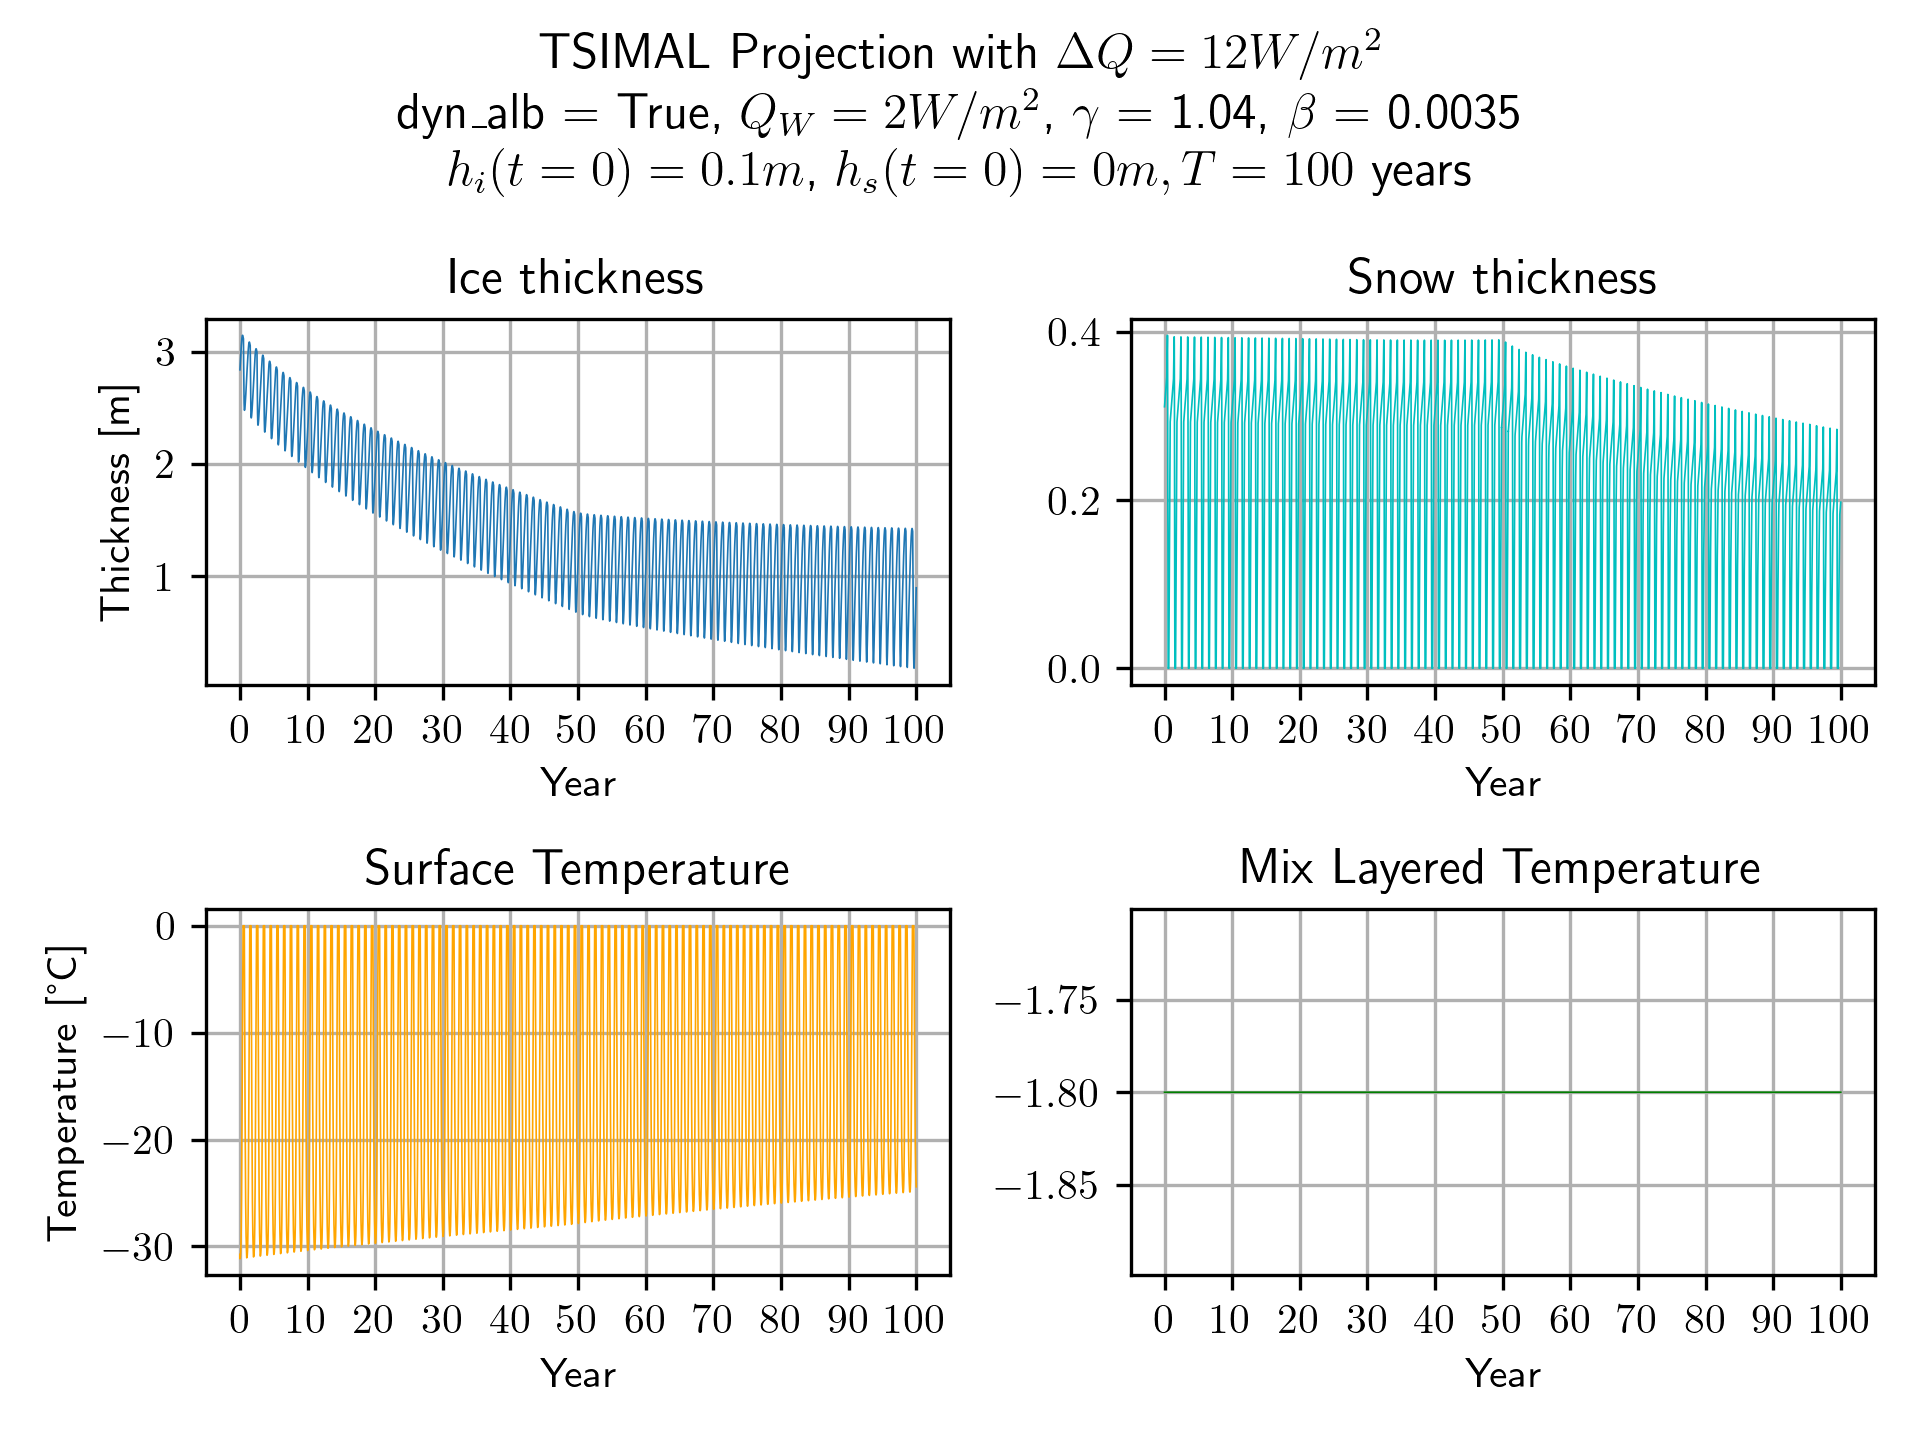 TSIMAL Projection with ΔQ = 12W/m²
dyn_alb = True, Q_W = 2W/m², γ = 1.04, β = 0.0035
h_i(t = 0) = 0.1m, h_s(t = 0) = 0m, T = 100 years
Ice thickness
Thickness [m]
3
2
1
0 10 20 30 40 50 60 70 80 90 100
Year
Snow thickness
0.4
0.2
0.0
0 10 20 30 40 50 60 70 80 90 100
Year
Surface Temperature
Temperature [°C]
0
−10
−20
−30
0 10 20 30 40 50 60 70 80 90 100
Year
Mix Layered Temperature
−1.75
−1.80
−1.85
0 10 20 30 40 50 60 70 80 90 100
Year